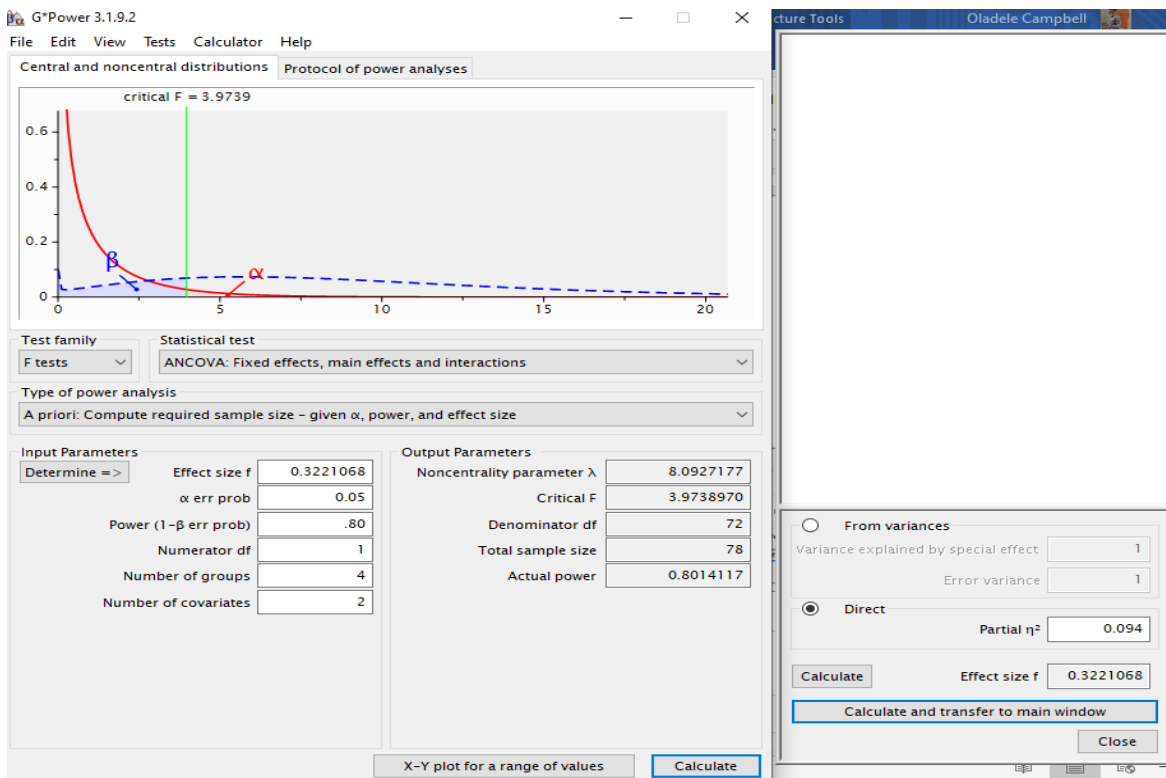 G*Power 3.1.9.2
File Edit View Tests Calculator Help
Central and noncentral distributions Protocol of power analyses
critical F = 3.9739
0.6
0.4
0.2
0
β
α
0 5 10 15 20
Test family
F tests
Statistical test
ANCOVA: Fixed effects, main effects and interactions
Type of power analysis
A priori: Compute required sample size – given α, power, and effect size
Input Parameters
Determine =>
Effect size f 0.3221068
α err prob 0.05
Power (1-β err prob) .80
Numerator df 1
Number of groups 4
Number of covariates 2
Output Parameters
Noncentrality parameter λ 8.0927177
Critical F 3.9738970
Denominator df 72
Total sample size 78
Actual power 0.8014117
X-Y plot for a range of values Calculate
cture Tools Oladele Campbell
From variances
Variance explained by special effect 1
Error variance 1
Direct
Partial η² 0.094
Calculate Effect size f 0.3221068
Calculate and transfer to main window
Close